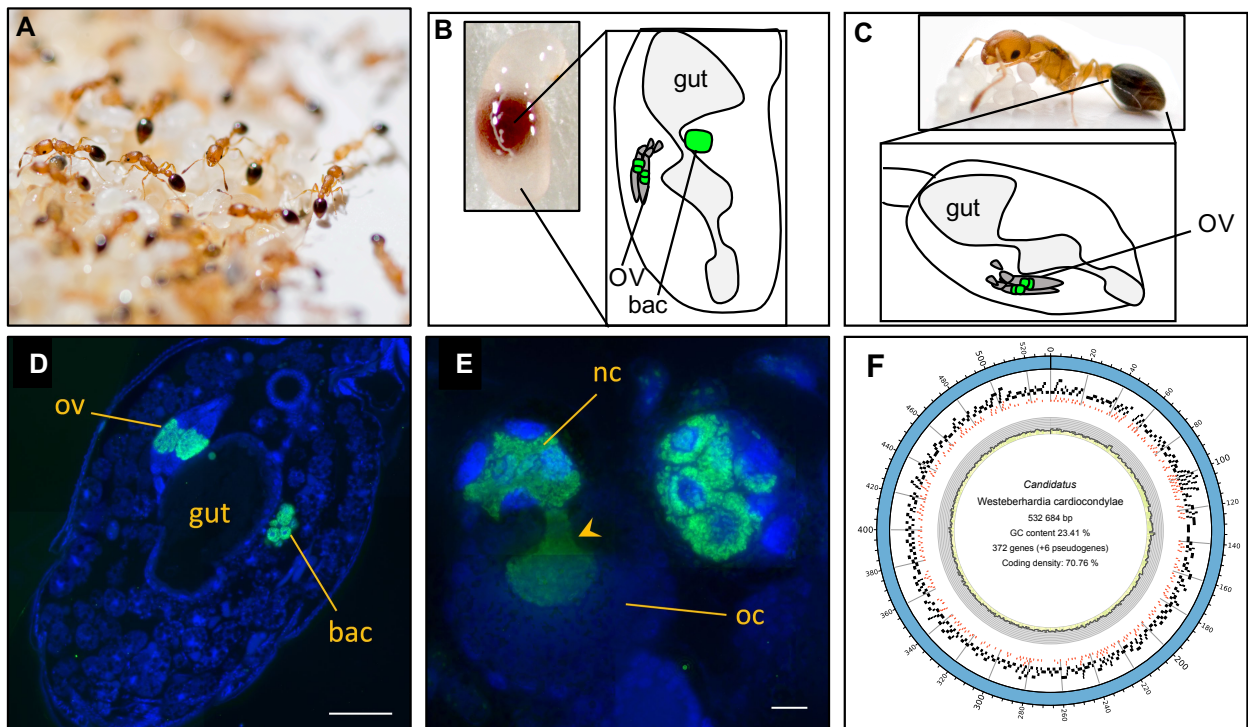 A
B
gut
OV
bac
C
gut
OV
D
ov
gut
bac
E
nc
oc
F
0
20
40
60
80
100
120
140
160
180
200
220
240
260
280
300
320
340
360
380
400
420
440
460
480
500
520
Candidatus
Westeberhardia cardiocondylae
532 684 bp
GC content 23.41 %
372 genes (+6 pseudogenes)
Coding density: 70.76 %